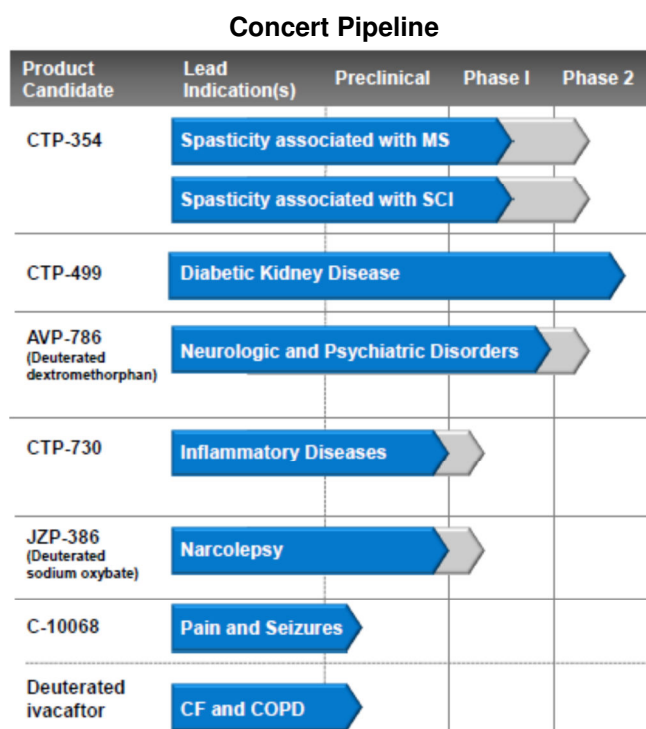 Concert Pipeline
Product Candidate
Lead Indication(s)
Preclinical
Phase I
Phase 2
CTP-354
Spasticity associated with MS
Spasticity associated with SCI
CTP-499
Diabetic Kidney Disease
AVP-786
(Deuterated
dextromethorphan)
Neurologic and Psychiatric Disorders
CTP-730
Inflammatory Diseases
JZP-386
(Deuterated
sodium oxybate)
Narcolepsy
C-10068
Pain and Seizures
Deuterated
ivacaftor
CF and COPD